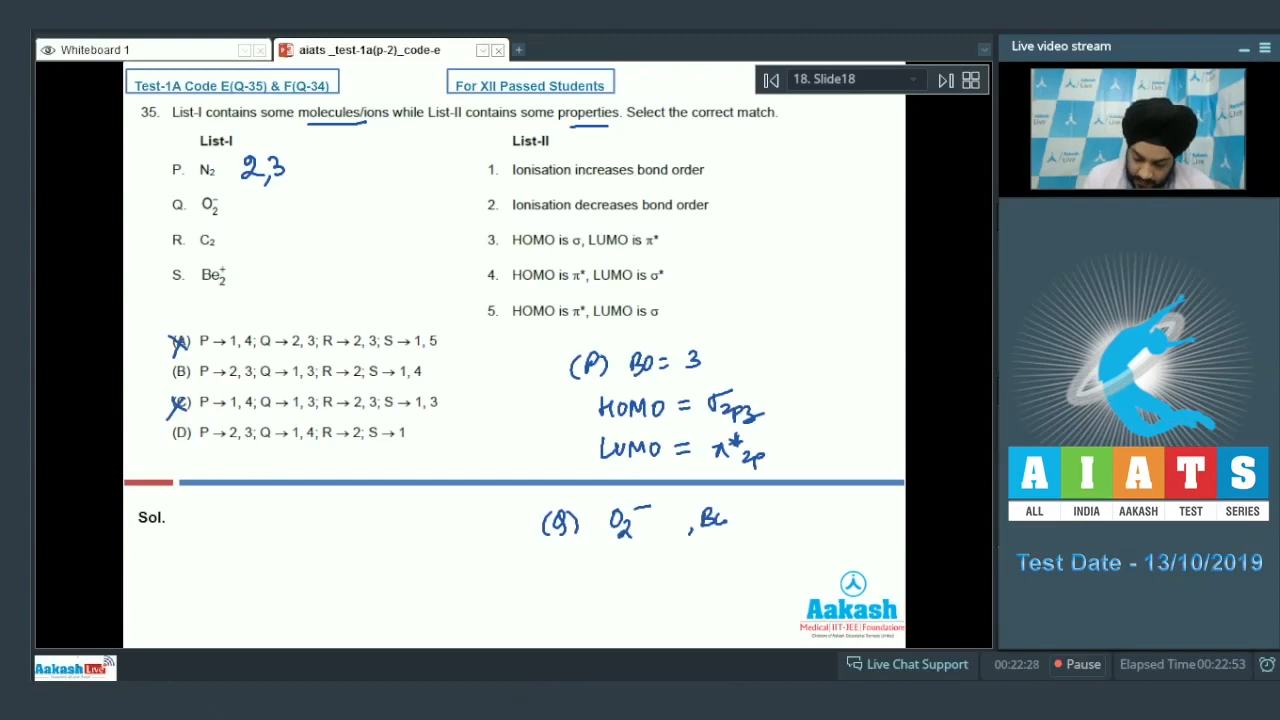 Whiteboard 1
aiats _test-1a(p-2)_code-e
Live video stream
Test-1A Code E(Q-35) & F(Q-34)
For XII Passed Students
18. Slide18
35. List-I contains some molecules/ions while List-II contains some properties. Select the correct match.
List-I List-II
P. N₂ 2,3 1. Ionisation increases bond order
Q. O₂⁻ 2. Ionisation decreases bond order
R. C₂ 3. HOMO is σ, LUMO is π*
S. Be₂⁺ 4. HOMO is π*, LUMO is σ*
5. HOMO is π*, LUMO is σ
(A) P → 1, 4; Q → 2, 3; R → 2, 3; S → 1, 5
(B) P → 2, 3; Q → 1, 3; R → 2; S → 1, 4
(C) P → 1, 4; Q → 1, 3; R → 2, 3; S → 1, 3
(D) P → 2, 3; Q → 1, 4; R → 2; S → 1
(P) BO = 3
HOMO = σ2pz
LUMO = π*2p
Sol.
(Q) O₂⁻ , BO
Aakash
Medical|IIT-JEE|Foundations
A I A T S
ALL INDIA AAKASH TEST SERIES
Test Date - 13/10/2019
Aakash Live
Live Chat Support
00:22:28
Pause
Elapsed Time 00:22:53